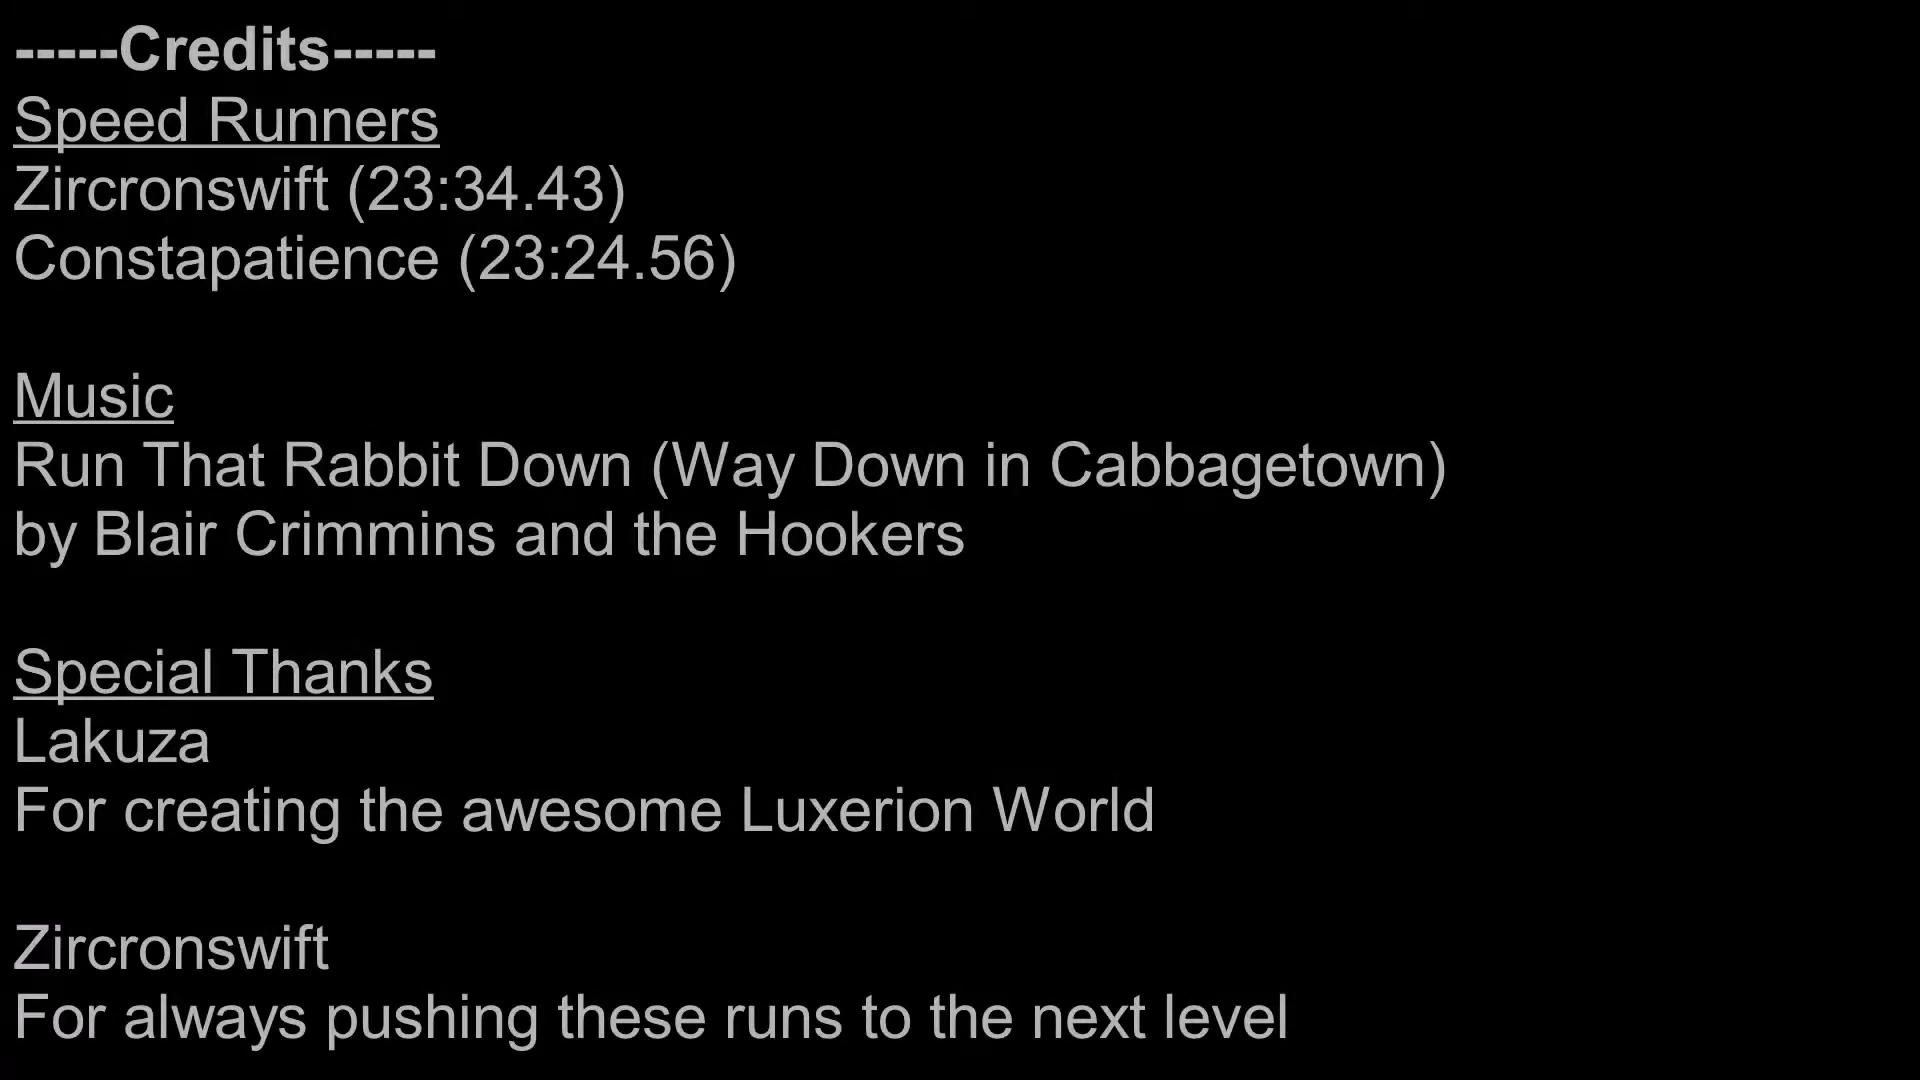 -----Credits-----
Speed Runners
Zircronswift (23:34.43)
Constapatience (23:24.56)
Music
Run That Rabbit Down (Way Down in Cabbagetown)
by Blair Crimmins and the Hookers
Special Thanks
Lakuza
For creating the awesome Luxerion World
Zircronswift
For always pushing these runs to the next level